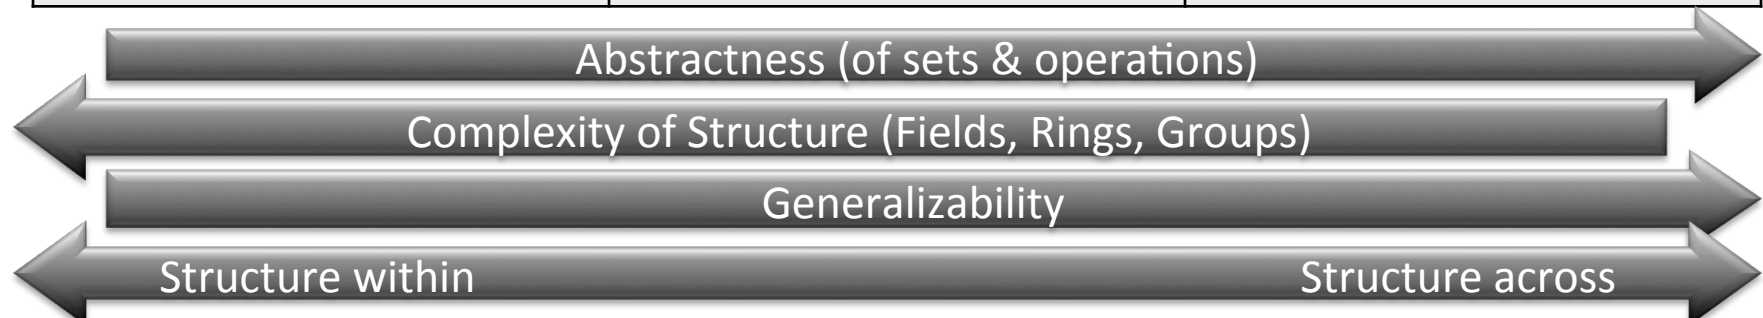 Abstractness (of sets & operations)
Complexity of Structure (Fields, Rings, Groups)
Generalizability
Structure within Structure across